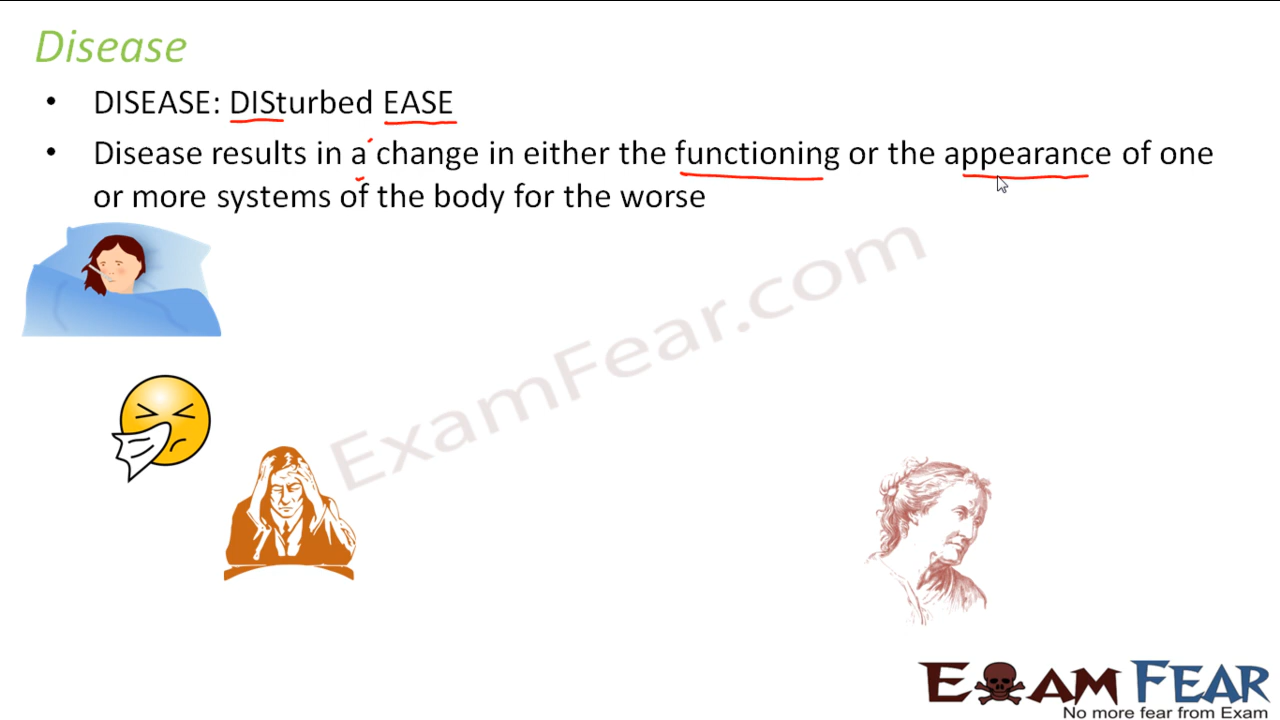 Disease
• DISEASE: DISturbed EASE
• Disease results in a change in either the functioning or the appearance of one
or more systems of the body for the worse
ExamFear.com
EXAM FEAR
No more fear from Exam